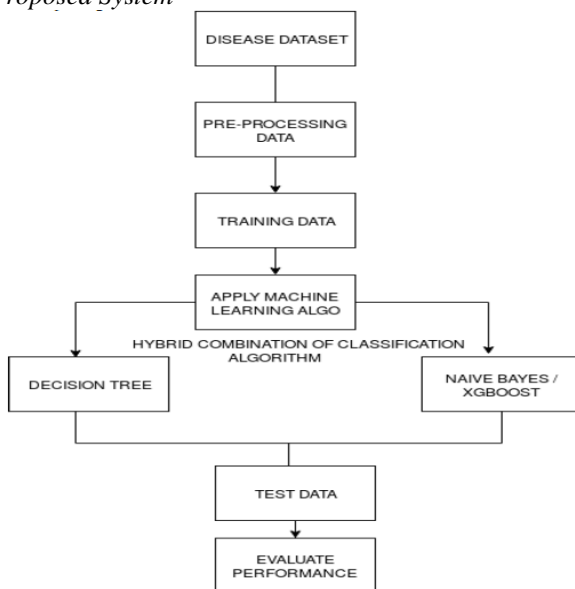 roposed System
DISEASE DATASET
PRE-PROCESSING
DATA
TRAINING DATA
APPLY MACHINE
LEARNING ALGO
HYBRID COMBINATION OF CLASSIFICATION
ALGORITHM
DECISION TREE
NAIVE BAYES /
XGBOOST
TEST DATA
EVALUATE
PERFORMANCE